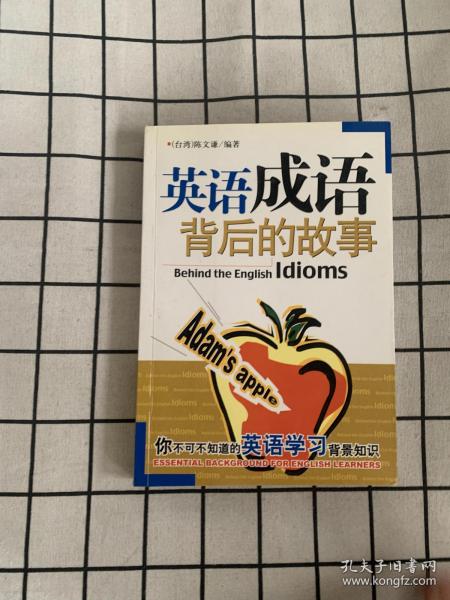 •(台湾)陈文谦/编著
英语成语
背后的故事
Behind the English Idioms
Adam's apple
你不可不知道的英语学习背景知识
ESSENTIAL BACKGROUND FOR ENGLISH LEARNERS
孔夫子旧书网
www.kongfz.com